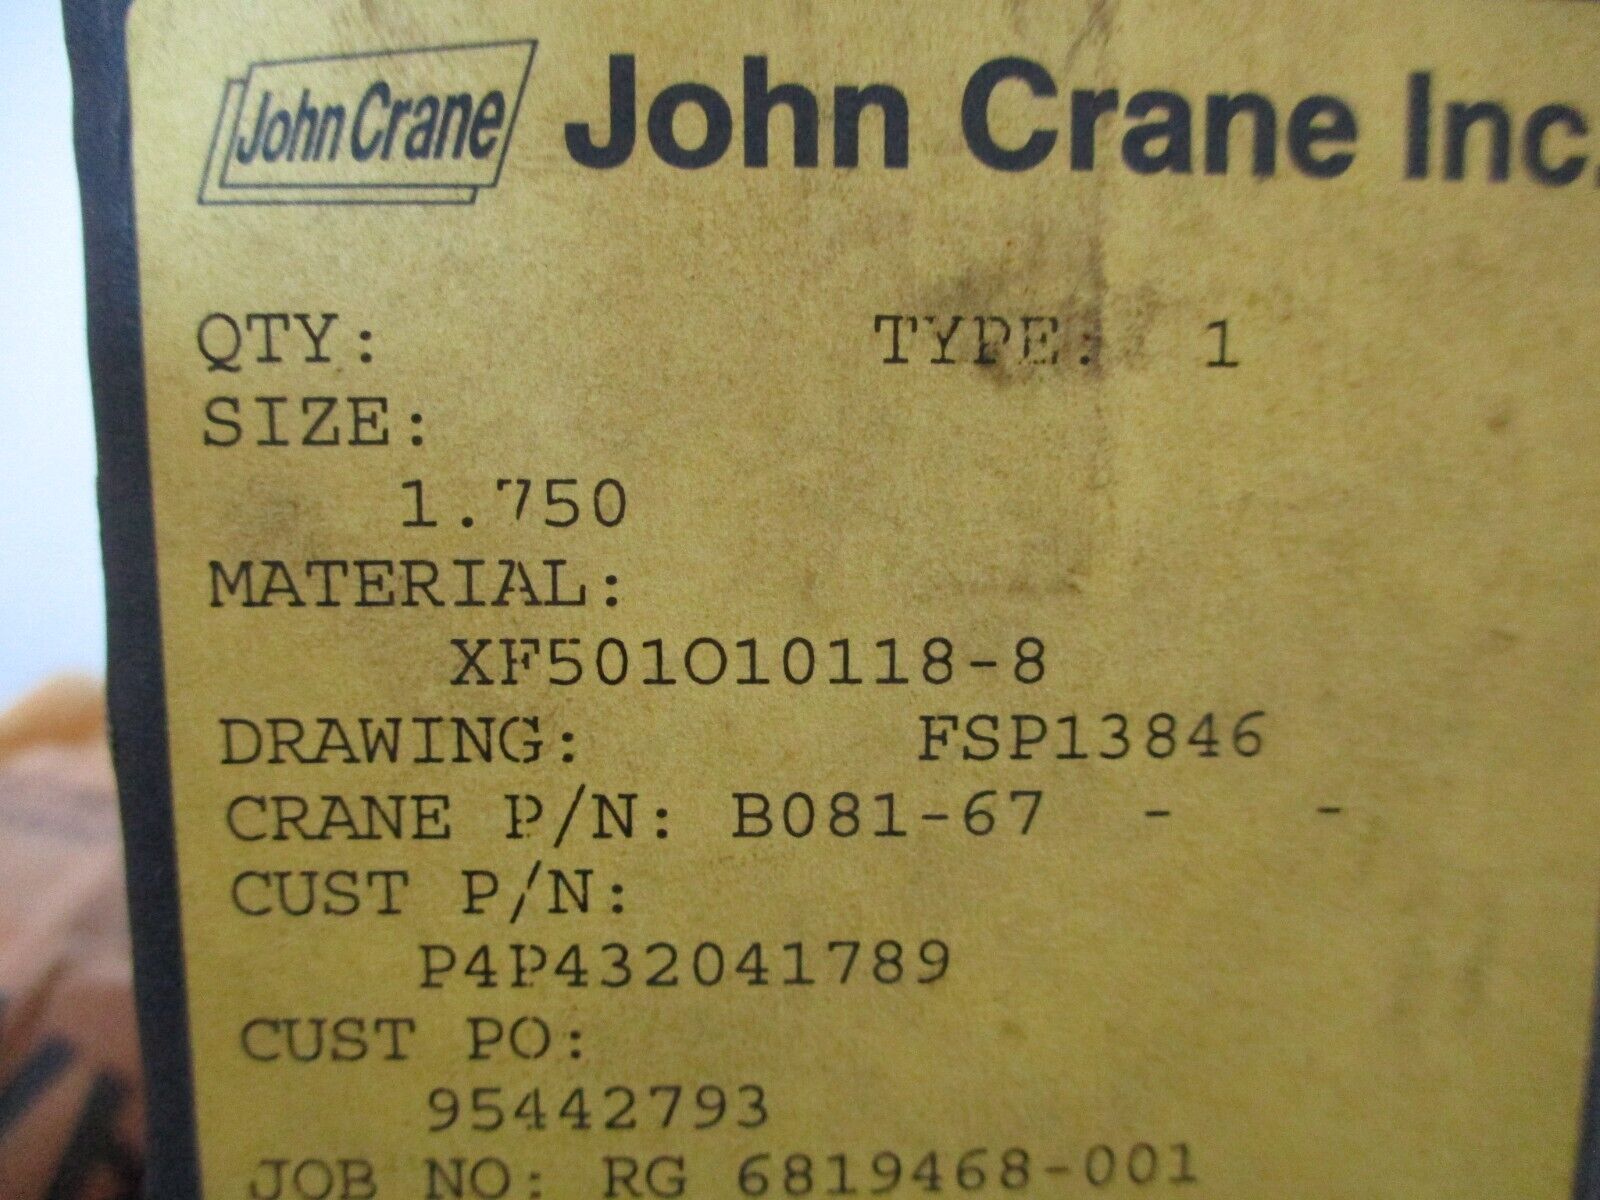 John Crane John Crane Inc.
QTY: TYPE: 1
SIZE:
1.750
MATERIAL:
XF501O10118-8
DRAWING: FSP13846
CRANE P/N: B081-67 - -
CUST P/N:
P4P432041789
CUST PO:
95442793
JOB NO: RG 6819468-001